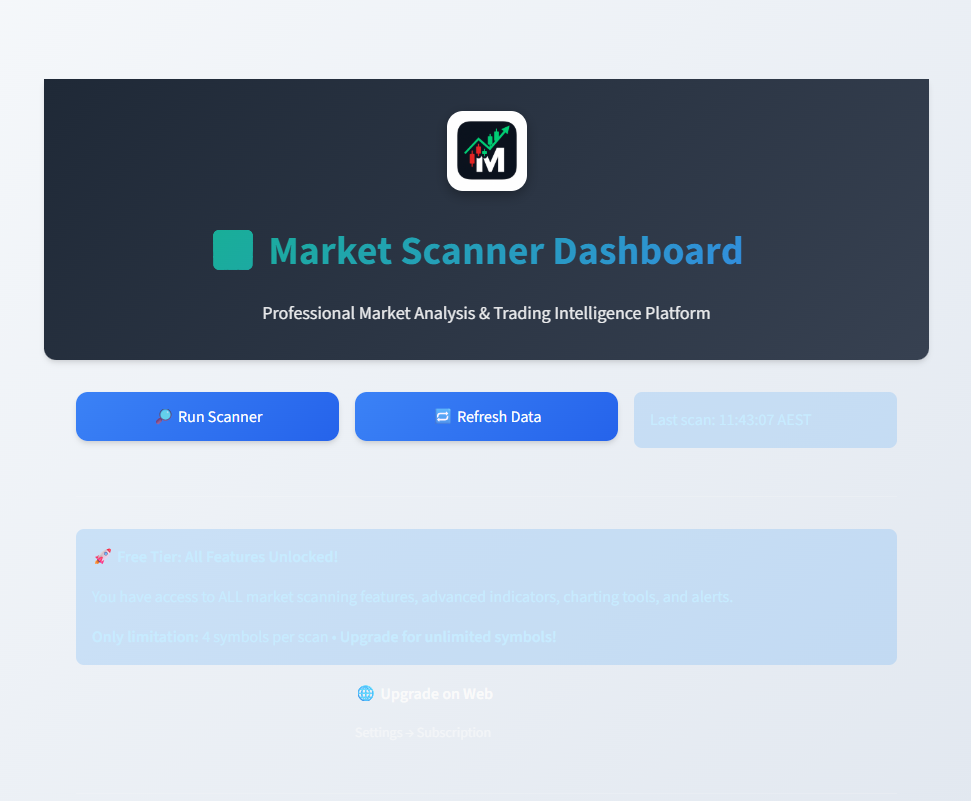 M
Market Scanner Dashboard
Professional Market Analysis & Trading Intelligence Platform
Run Scanner
Refresh Data
Last scan: 11:43:07 AEST
Free Tier: All Features Unlocked!
You have access to ALL market scanning features, advanced indicators, charting tools, and alerts.
Only limitation: 4 symbols per scan • Upgrade for unlimited symbols!
Upgrade on Web
Settings → Subscription